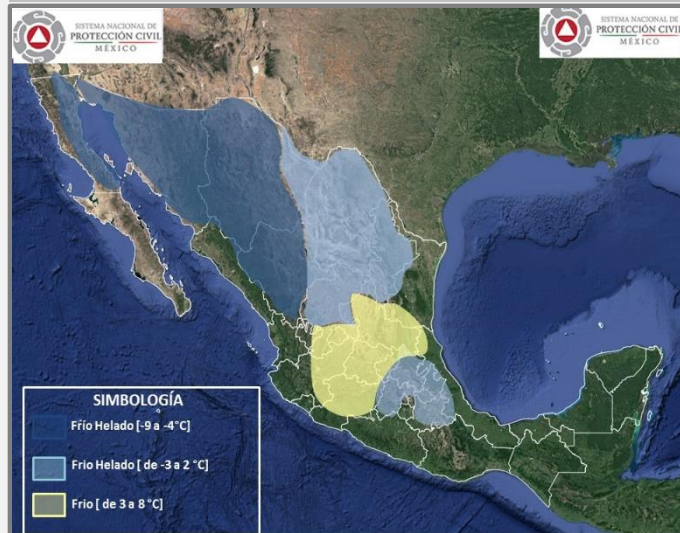 SISTEMA NACIONAL DE
PROTECCIÓN CIVIL
MÉXICO
SISTEMA NACIONAL DE
PROTECCIÓN CIVIL
MÉXICO
SIMBOLOGÍA
Frío Helado [-9 a -4°C]
Frio Helado [ de -3 a 2 °C]
Frio [ de 3 a 8 °C]